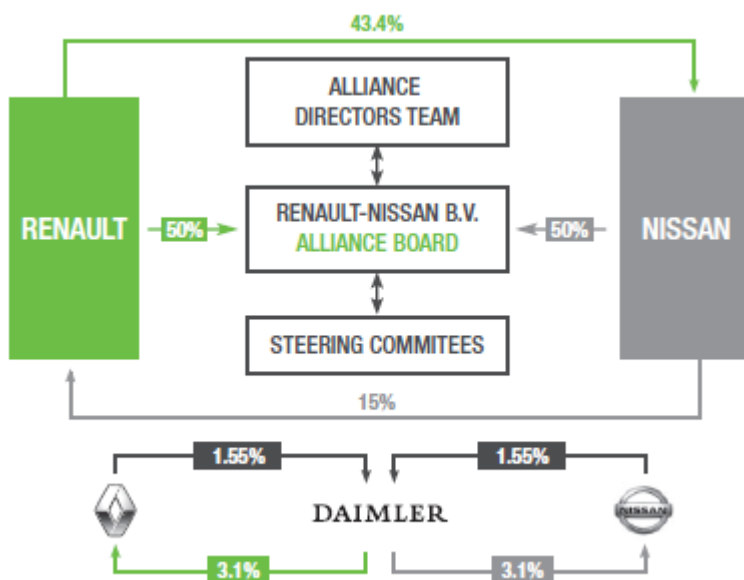 43.4%
ALLIANCE
DIRECTORS TEAM
RENAULT
50%
RENAULT-NISSAN B.V.
ALLIANCE BOARD
50%
NISSAN
STEERING COMMITEES
15%
1.55%
1.55%
DAIMLER
NISSAN
3.1%
3.1%